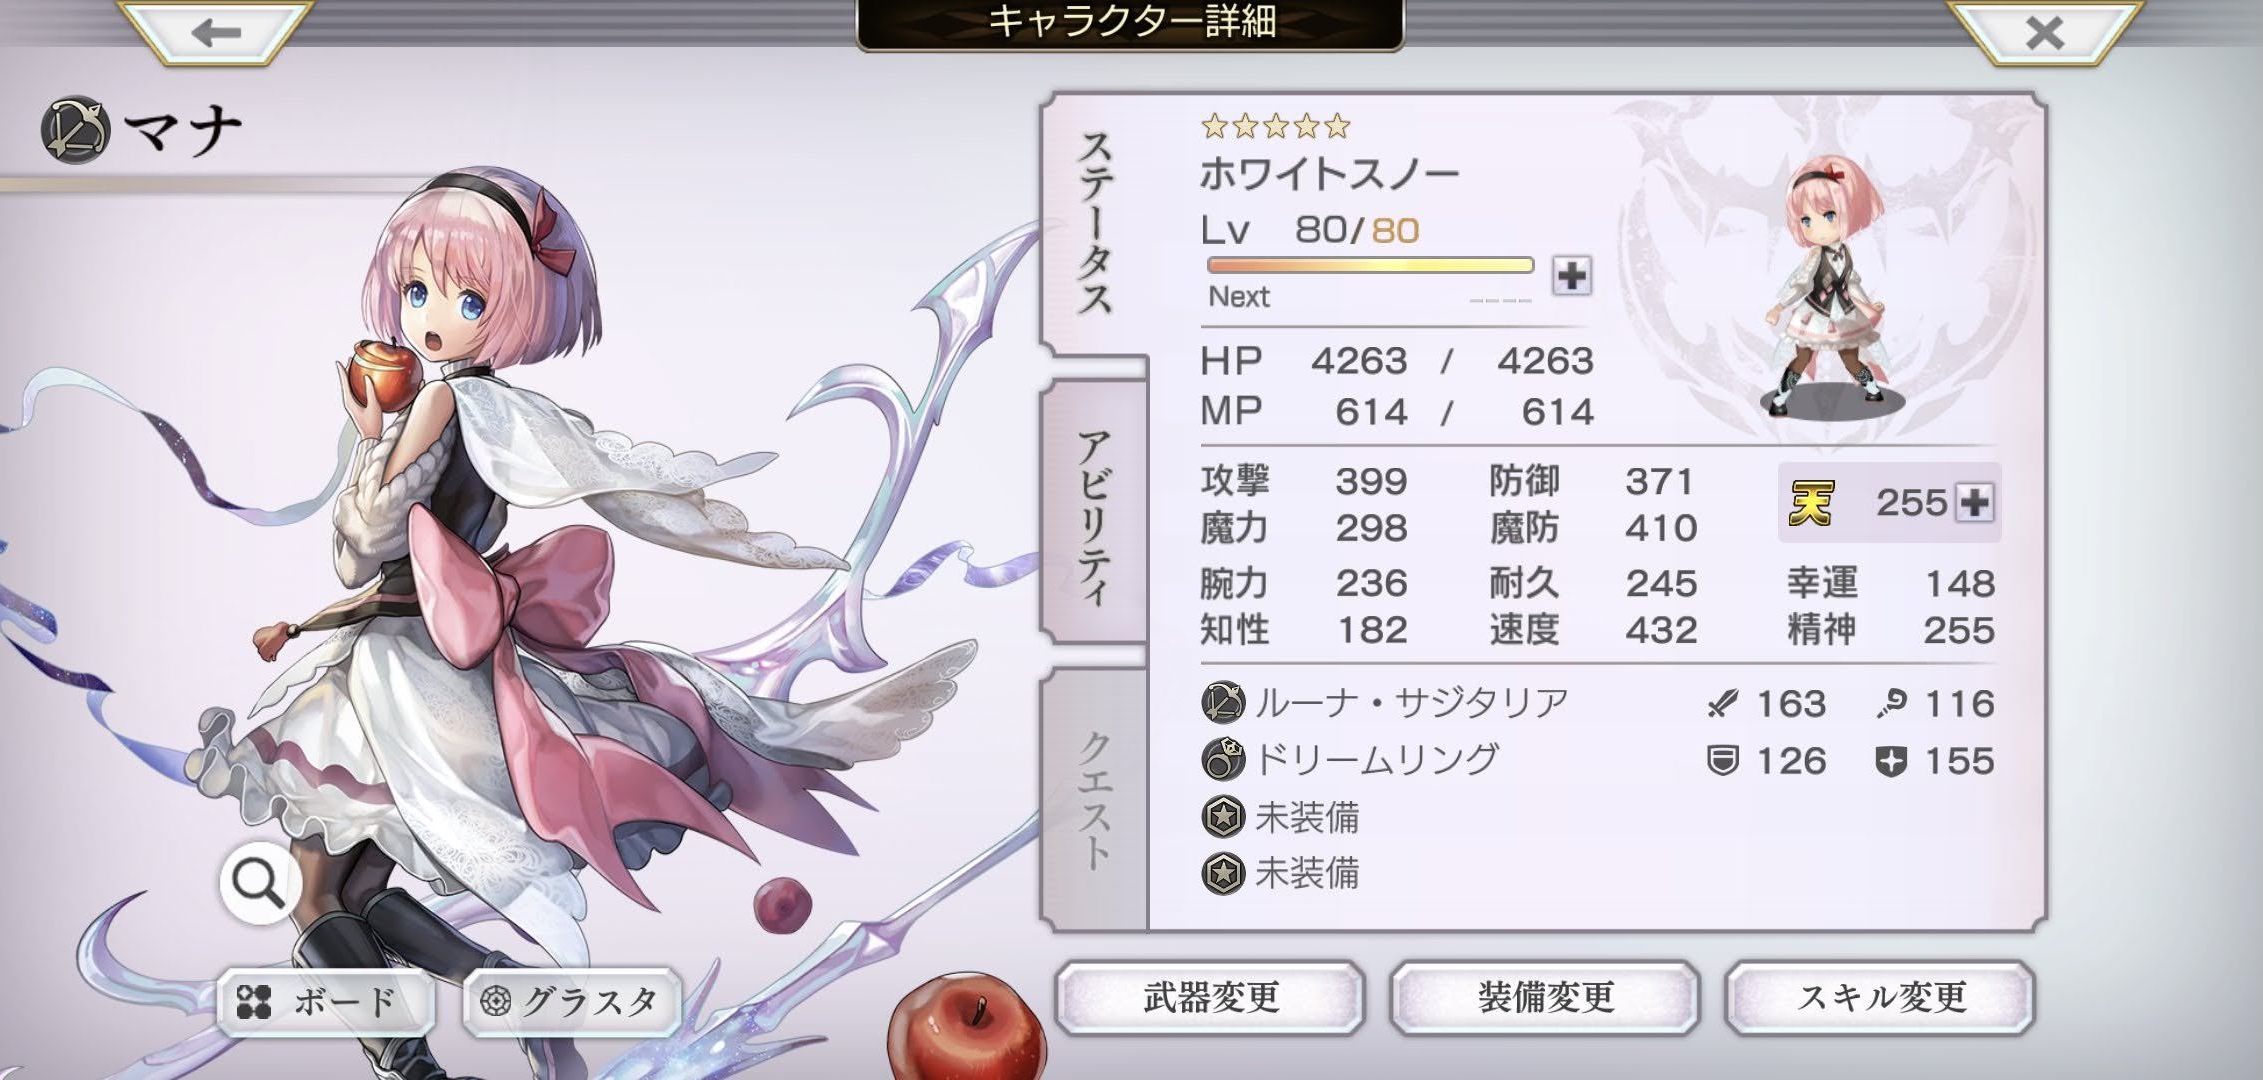 キャラクター詳細
マナ
ステータス
アビリティ
クエスト
ホワイトスノー
Lv 80/80
Next ----
HP 4263 / 4263
MP 614 / 614
攻撃 399 防御 371 天 255
魔力 298 魔防 410
腕力 236 耐久 245 幸運 148
知性 182 速度 432 精神 255
ルーナ・サジタリア 163 116
ドリームリング 126 155
未装備
未装備
ボード グラスタ
武器変更 装備変更 スキル変更